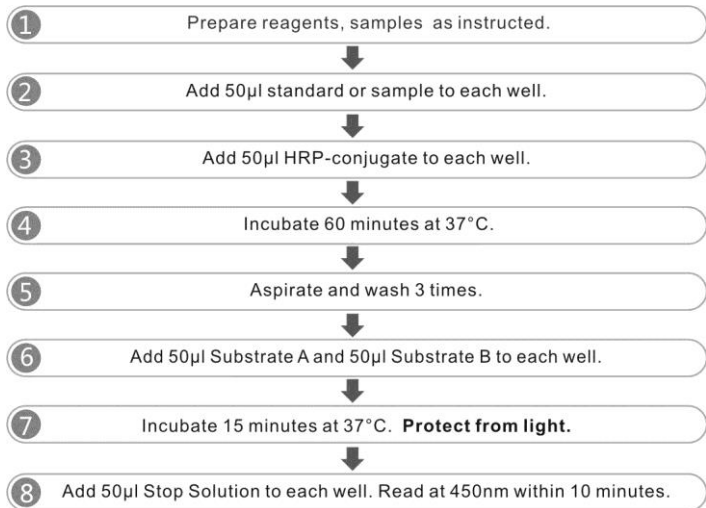 1 Prepare reagents, samples as instructed.
2 Add 50μl standard or sample to each well.
3 Add 50μl HRP-conjugate to each well.
4 Incubate 60 minutes at 37°C.
5 Aspirate and wash 3 times.
6 Add 50μl Substrate A and 50μl Substrate B to each well.
7 Incubate 15 minutes at 37°C. Protect from light.
8 Add 50μl Stop Solution to each well. Read at 450nm within 10 minutes.